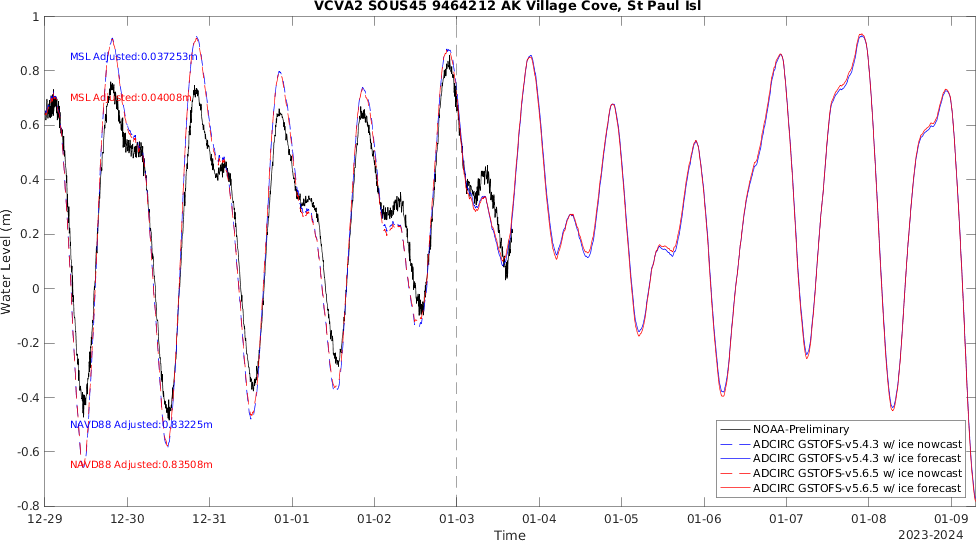 VCVA2 SOUS45 9464212 AK Village Cove, St Paul Isl
Water Level (m)
1
0.8
0.6
0.4
0.2
0
-0.2
-0.4
-0.6
-0.8
MSL Adjusted:0.037253m
MSL Adjusted:0.04008m
NAVD88 Adjusted:0.83225m
NAVD88 Adjusted:0.83508m
NOAA-Preliminary
ADCIRC GSTOFS-v5.4.3 w/ ice nowcast
ADCIRC GSTOFS-v5.4.3 w/ ice forecast
ADCIRC GSTOFS-v5.6.5 w/ ice nowcast
ADCIRC GSTOFS-v5.6.5 w/ ice forecast
12-29 12-30 12-31 01-01 01-02 01-03 01-04 01-05 01-06 01-07 01-08 01-09
Time
2023-2024